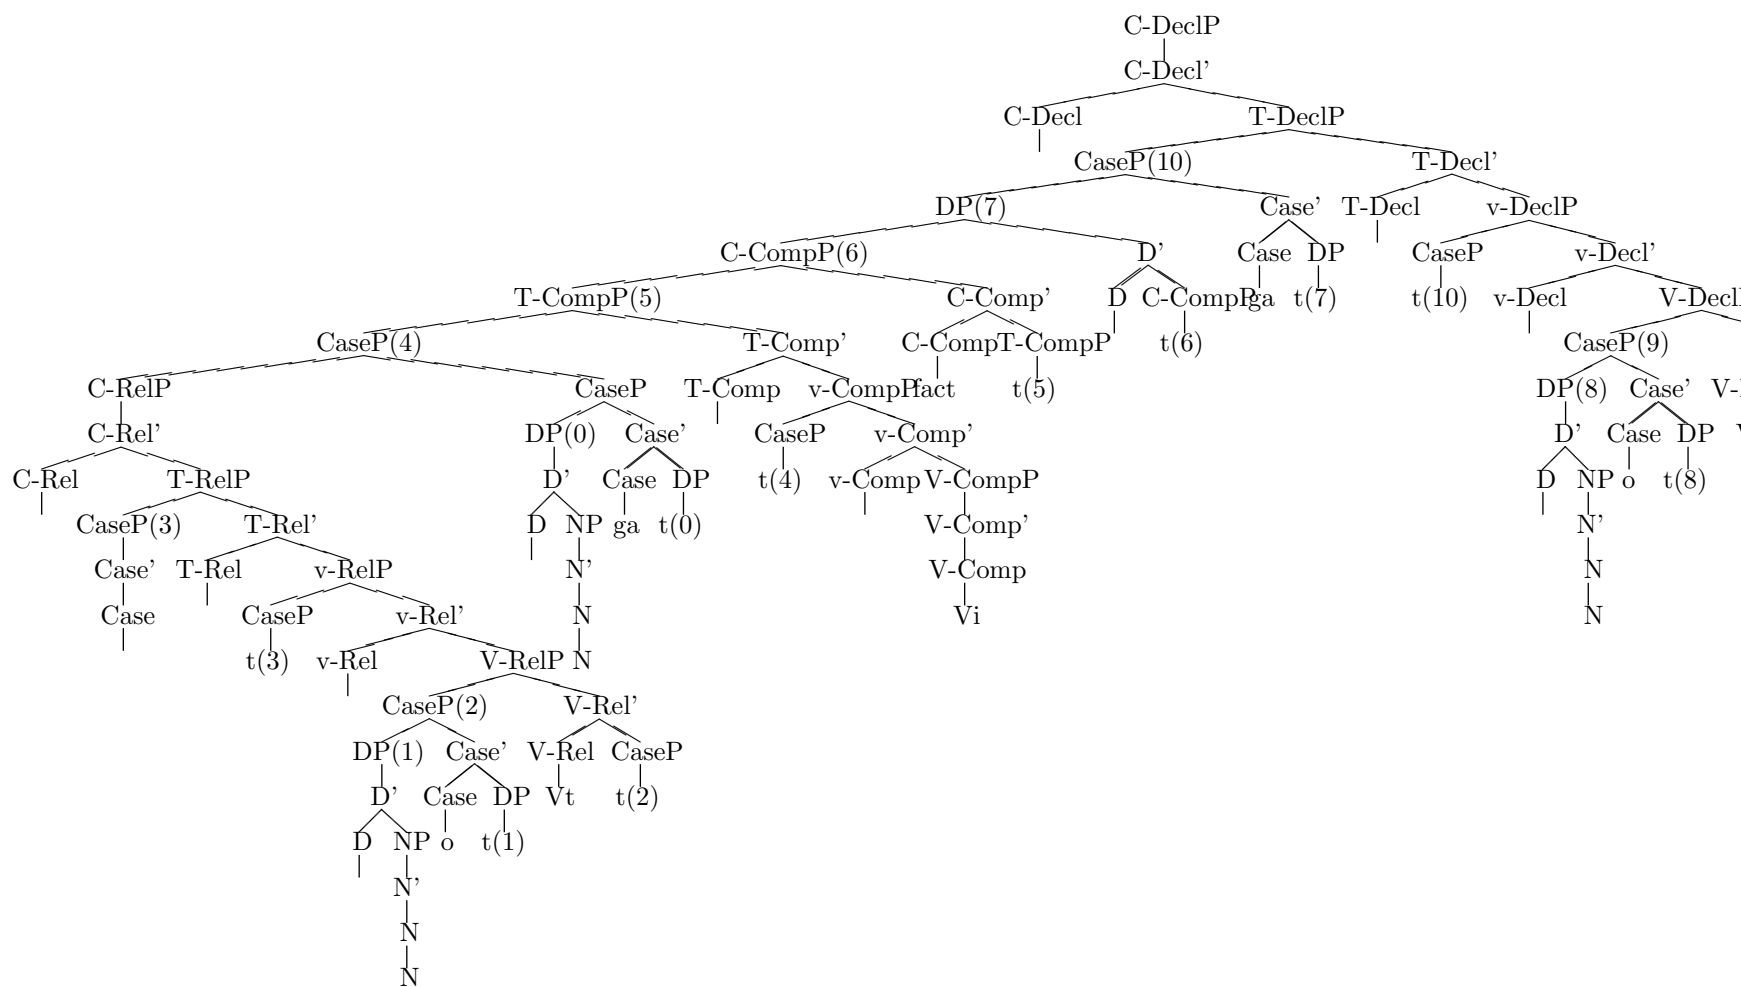 C-DeclP
C-Decl'
C-Decl T-DeclP
CaseP(10) T-Decl'
DP(7) Case' T-Decl v-DeclP
C-CompP(6) D' Case DP CaseP v-Decl'
T-CompP(5) C-Comp' D C-CompP ga t(7) t(10) v-Decl V-Decl
CaseP(4) T-Comp' C-Comp T-CompP t(6) CaseP(9)
C-RelP CaseP T-Comp v-CompP fact t(5) DP(8) Case'
C-Rel' DP(0) Case' CaseP v-Comp' D' Case DP
C-Rel T-RelP D' Case DP t(4) v-Comp V-CompP D NP o t(8)
CaseP(3) T-Rel' D NP ga t(0) V-Comp' N'
Case' T-Rel v-RelP N' V-Comp N
Case CaseP v-Rel' N Vi N
t(3) v-Rel V-RelP N
CaseP(2) V-Rel'
DP(1) Case' V-Rel CaseP
D' Case DP Vt t(2)
D NP o t(1)
N'
N
N